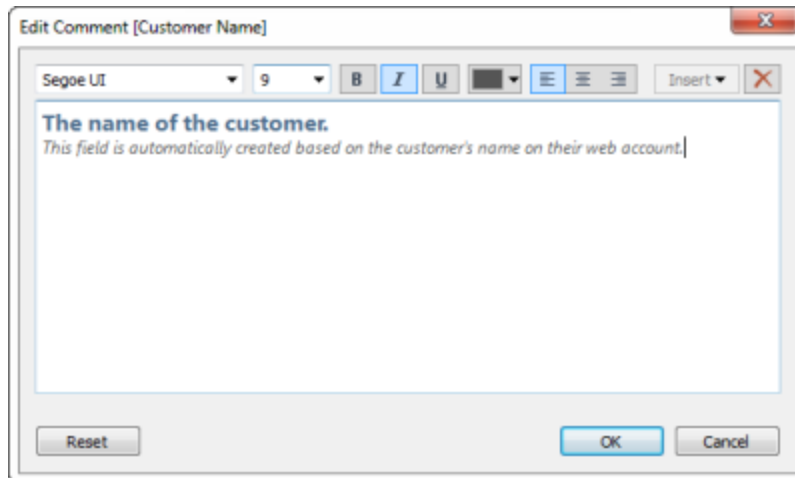 Edit Comment [Customer Name]
Segoe UI 9 B I U Insert
The name of the customer.
This field is automatically created based on the customer's name on their web account.
Reset OK Cancel